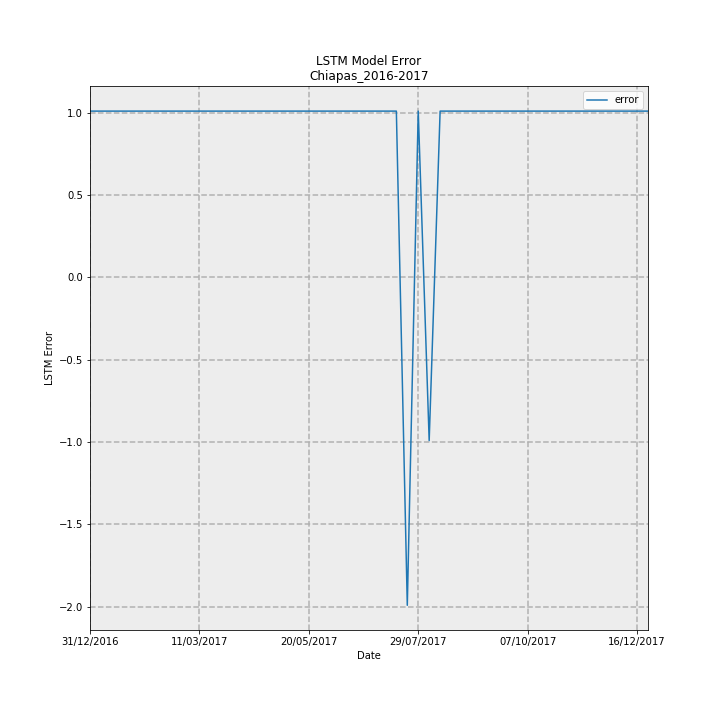 LSTM Model Error
Chiapas_2016-2017
error
1.0
0.5
0.0
−0.5
−1.0
−1.5
−2.0
LSTM Error
31/12/2016 11/03/2017 20/05/2017 29/07/2017 07/10/2017 16/12/2017
Date